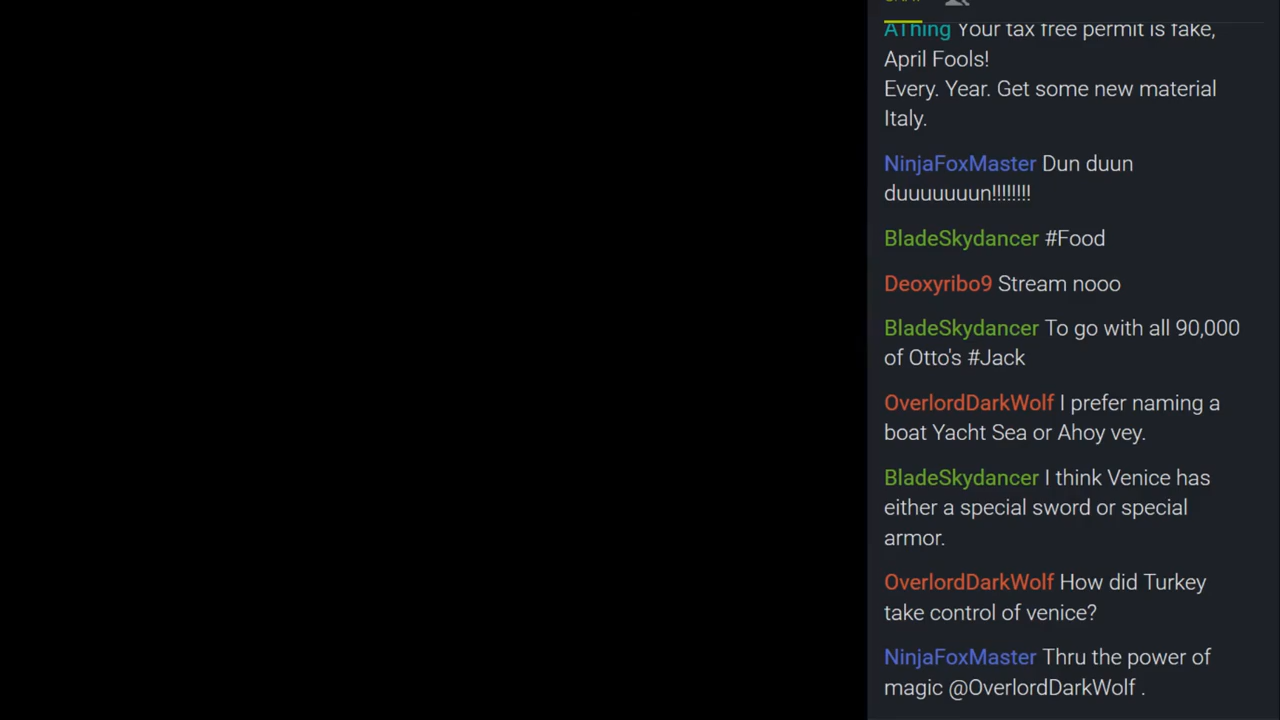 AThing Your tax free permit is fake,
April Fools!
Every. Year. Get some new material
Italy.
NinjaFoxMaster Dun duun
duuuuuuun!!!!!!!!
BladeSkydancer #Food
Deoxyribo9 Stream nooo
BladeSkydancer To go with all 90,000
of Otto's #Jack
OverlordDarkWolf I prefer naming a
boat Yacht Sea or Ahoy vey.
BladeSkydancer I think Venice has
either a special sword or special
armor.
OverlordDarkWolf How did Turkey
take control of venice?
NinjaFoxMaster Thru the power of
magic @OverlordDarkWolf .